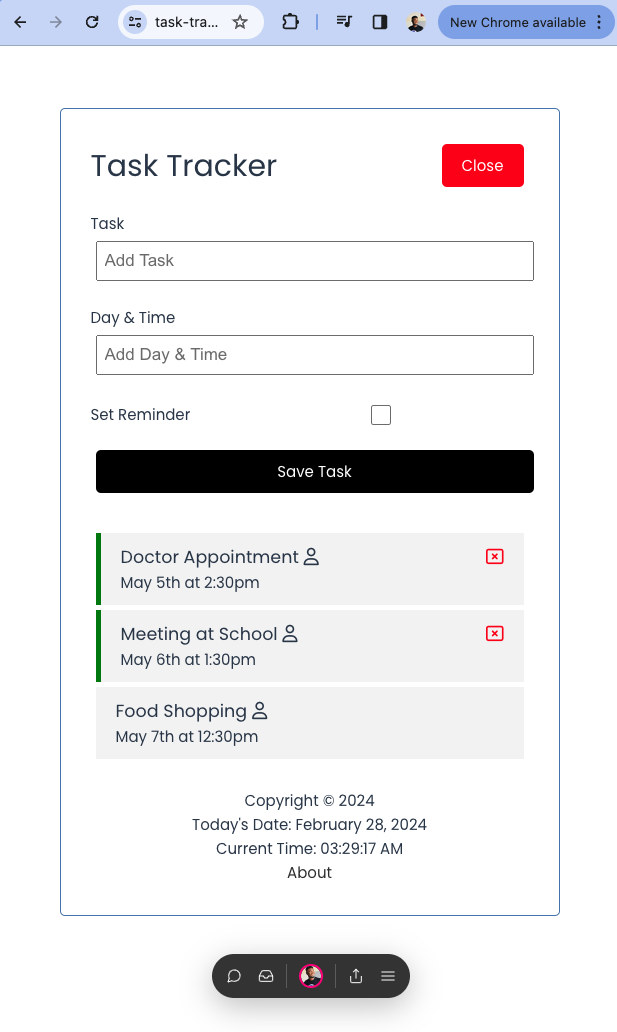 task-tra...
New Chrome available
Task Tracker
Close
Task
Add Task
Day & Time
Add Day & Time
Set Reminder
Save Task
Doctor Appointment
May 5th at 2:30pm
Meeting at School
May 6th at 1:30pm
Food Shopping
May 7th at 12:30pm
Copyright © 2024
Today's Date: February 28, 2024
Current Time: 03:29:17 AM
About